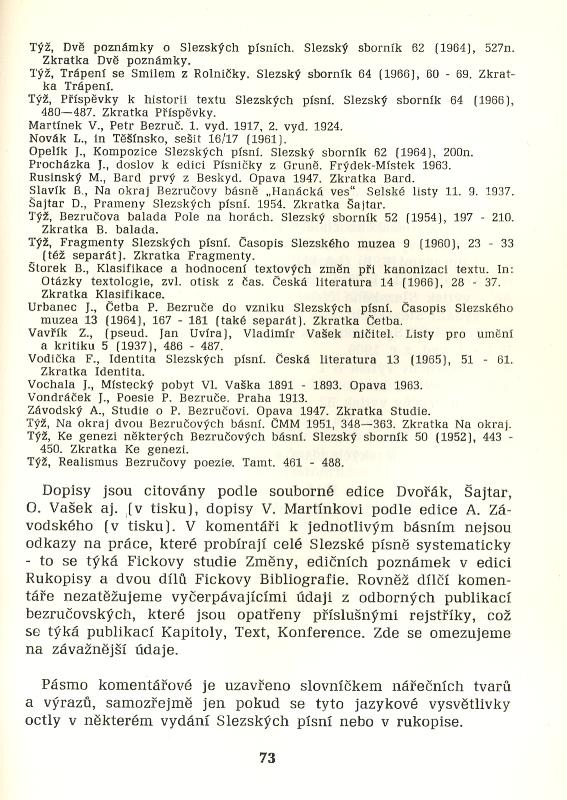 Týž, Dvě poznámky o Slezských písních. Slezský sborník 62 (1964), 527n.
Zkratka Dvě poznámky.
Týž, Trápení se Smilem z Rolničky. Slezský sborník 64 (1966), 60 - 69. Zkrat-
ka Trápení.
Týž, Příspěvky k historii textu Slezských písní. Slezský sborník 64 (1966),
480—487. Zkratka Příspěvky.
Martínek V., Petr Bezruč. 1. vyd. 1917, 2. vyd. 1924.
Novák L., in Těšínsko, sešit 16/17 (1961).
Opelík J., Kompozice Slezských písní. Slezský sborník 62 (1964), 200n.
Procházka J., doslov k edici Písničky z Gruně. Frýdek-Místek 1963.
Rusinský M., Bard prvý z Beskyd. Opava 1947. Zkratka Bard.
Slavík B., Na okraj Bezručovy básně „Hanácká ves" Selské listy 11. 9. 1937.
Šajtar D., Prameny Slezských písní. 1954. Zkratka Šajtar.
Týž, Bezručova balada Pole na horách. Slezský sborník 52 (1954), 197 - 210.
Zkratka B. balada.
Týž, Fragmenty Slezských písní. Časopis Slezského muzea 9 (1960), 23 - 33
(též separát). Zkratka Fragmenty.
Štorek B., Klasifikace a hodnocení textových změn při kanonizaci textu. In:
Otázky textologie, zvl. otisk z čas. Česká literatura 14 (1966), 28 - 37.
Zkratka Klasifikace.
Urbanec J., Četba P. Bezruče do vzniku Slezských písní. Časopis Slezského
muzea 13 (1964), 167 - 181 (také separát). Zkratka Četba.
Vavřík Z., (pseud. Jan Úvíra), Vladimír Vašek ničitel. Listy pro umění
a kritiku 5 (1937), 486 - 487.
Vodička F., Identita Slezských písní. Česká literatura 13 (1965), 51 - 61.
Zkratka Identita.
Vochala J., Místecký pobyt Vl. Vaška 1891 - 1893. Opava 1963.
Vondráček J., Poesie P. Bezruče. Praha 1913.
Závodský A., Studie o P. Bezručovi. Opava 1947. Zkratka Studie.
Týž, Na okraj dvou Bezručových básní. ČMM 1951, 348—363. Zkratka Na okraj.
Týž, Ke genezi některých Bezručových básní. Slezský sborník 50 (1952), 443 -
450. Zkratka Ke genezi.
Týž, Realismus Bezručovy poezie. Tamt. 461 - 488.
Dopisy jsou citovány podle souborné edice Dvořák, Šajtar,
O. Vašek aj. (v tisku), dopisy V. Martínkovi podle edice A. Zá-
vodského (v tisku). V komentáři k jednotlivým básním nejsou
odkazy na práce, které probírají celé Slezské písně systematicky
- to se týká Fickovy studie Změny, edičních poznámek v edici
Rukopisy a dvou dílů Fickovy Bibliografie. Rovněž dílčí komen-
táře nezatěžujeme vyčerpávajícími údaji z odborných publikací
bezručovských, které jsou opatřeny příslušnými rejstříky, což
se týká publikací Kapitoly, Text, Konference. Zde se omezujeme
na závažnější údaje.
Pásmo komentářové je uzavřeno slovníčkem nářečních tvarů
a výrazů, samozřejmě jen pokud se tyto jazykové vysvětlivky
octly v některém vydání Slezských písní nebo v rukopise.
73